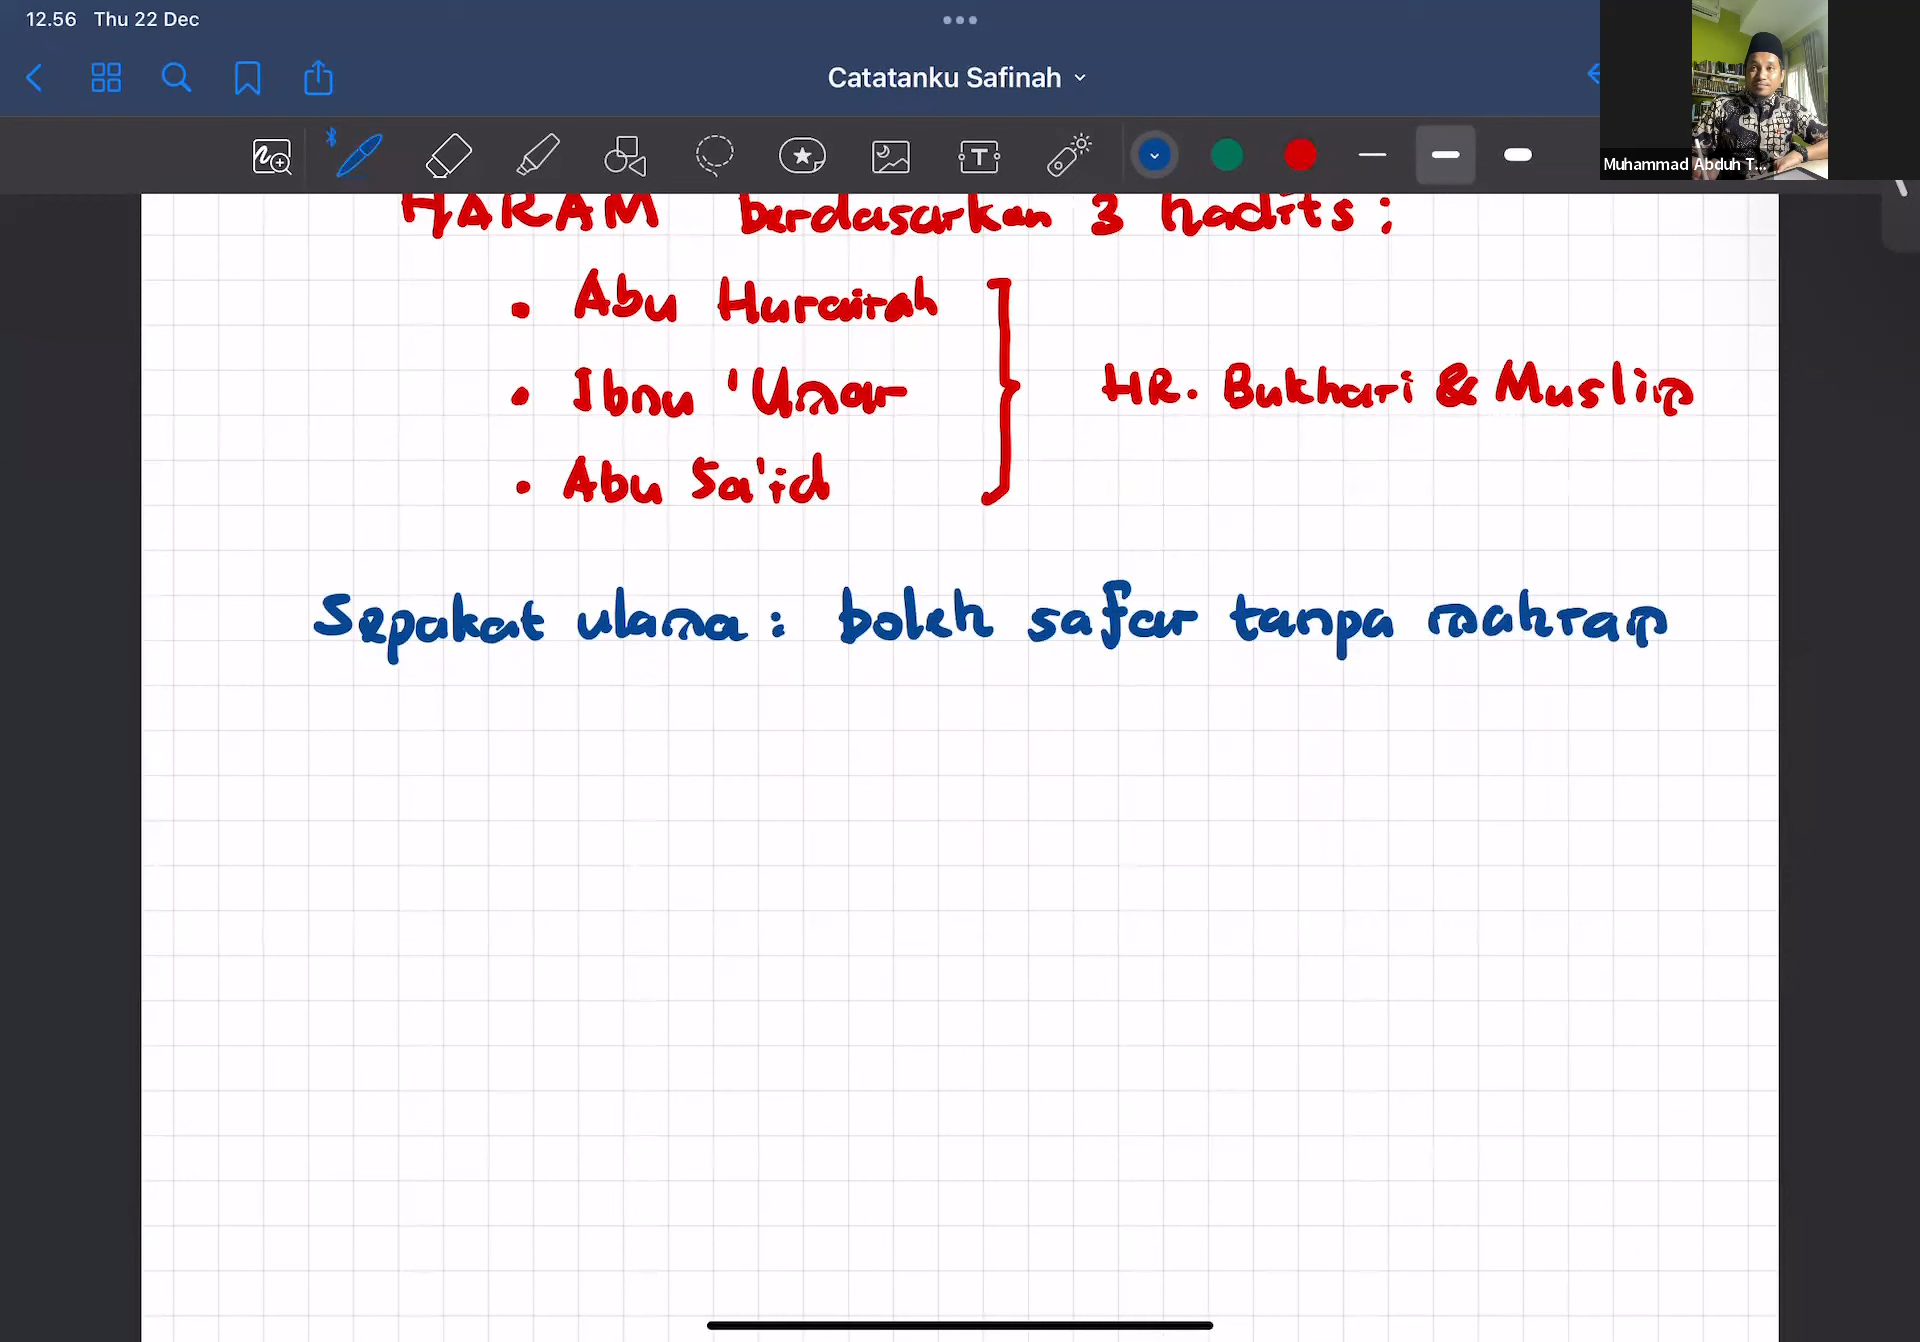 12.56 Thu 22 Dec
Catatanku Safinah
Muhammad Abduh T...
HARAM berdasarkan 3 hadits :
• Abu Hurairah
• Ibnu 'Umar
HR. Bukhari & Muslim
• Abu Sa'id
Sepakat ulama : boleh safar tanpa mahram